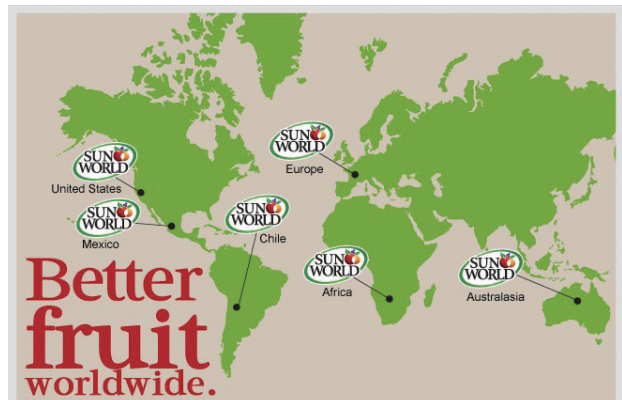 SUN
WORLD
United States
SUN
WORLD
Mexico
SUN
WORLD
Chile
SUN
WORLD
Europe
SUN
WORLD
Africa
SUN
WORLD
Australasia
Better
fruit
worldwide.